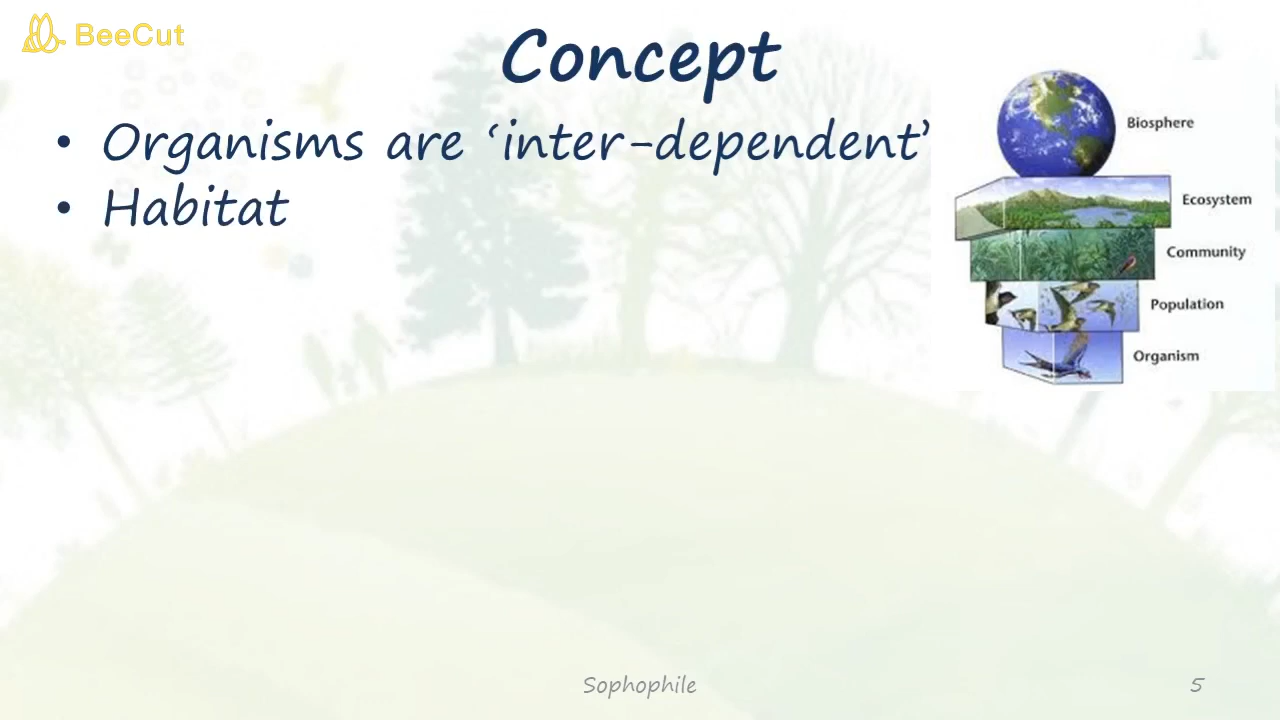 BeeCut
Concept
• Organisms are ‘inter-dependent’
• Habitat
Biosphere
Ecosystem
Community
Population
Organism
Sophophile
5